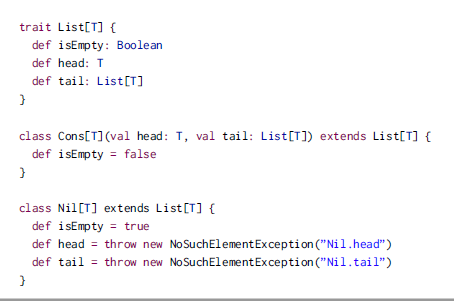 trait List[T] {
def isEmpty: Boolean
def head: T
def tail: List[T]
}
class Cons[T](val head: T, val tail: List[T]) extends List[T] {
def isEmpty = false
}
class Nil[T] extends List[T] {
def isEmpty = true
def head = throw new NoSuchElementException(”Nil.head”)
def tail = throw new NoSuchElementException(”Nil.tail”)
}